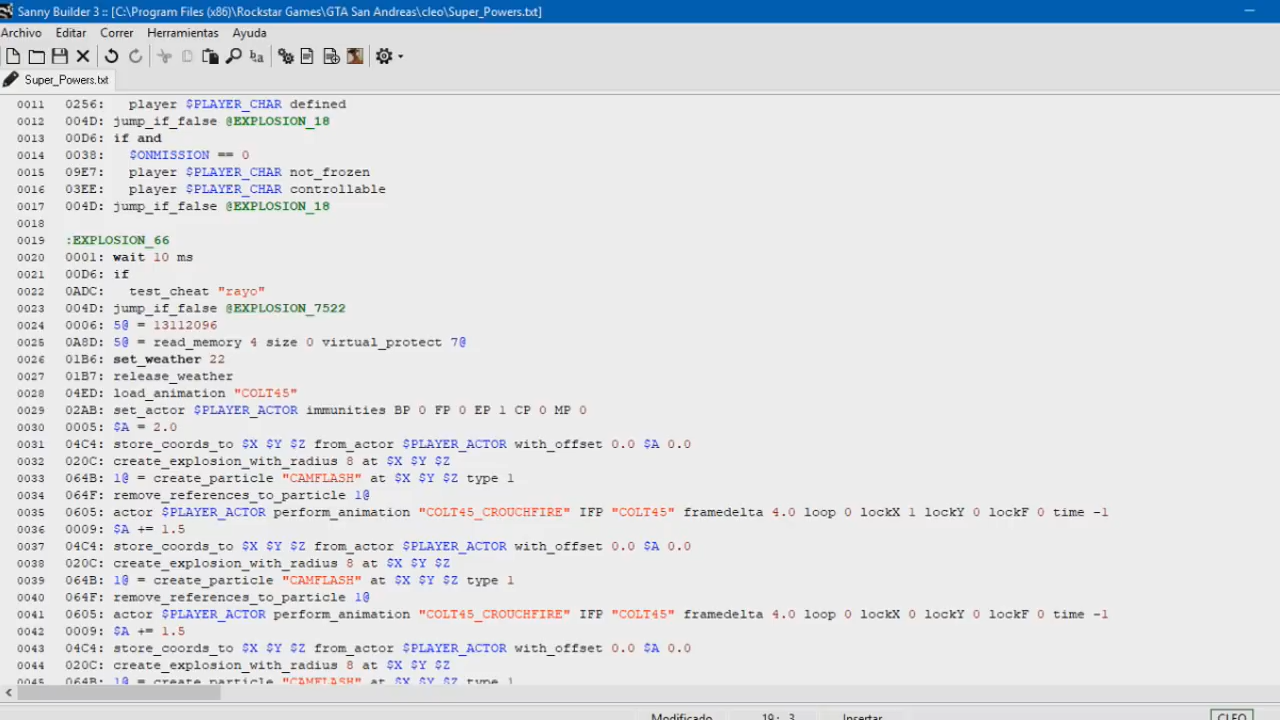 Sanny Builder 3 :: [C:\Program Files (x86)\Rockstar Games\GTA San Andreas\cleo\Super_Powers.txt]
Archivo Editar Correr Herramientas Ayuda
Super_Powers.txt
0011 0256: player $PLAYER_CHAR defined
0012 004D: jump_if_false @EXPLOSION_18
0013 00D6: if and
0014 0038: $ONMISSION == 0
0015 09E7: player $PLAYER_CHAR not_frozen
0016 03EE: player $PLAYER_CHAR controllable
0017 004D: jump_if_false @EXPLOSION_18
0018
0019 :EXPLOSION_66
0020 0001: wait 10 ms
0021 00D6: if
0022 0ADC: test_cheat "rayo"
0023 004D: jump_if_false @EXPLOSION_7522
0024 0006: 5@ = 13112096
0025 0A8D: 5@ = read_memory 4 size 0 virtual_protect 7@
0026 01B6: set_weather 22
0027 01B7: release_weather
0028 04ED: load_animation "COLT45"
0029 02AB: set_actor $PLAYER_ACTOR immunities BP 0 FP 0 EP 1 CP 0 MP 0
0030 0005: $A = 2.0
0031 04C4: store_coords_to $X $Y $Z from_actor $PLAYER_ACTOR with_offset 0.0 $A 0.0
0032 020C: create_explosion_with_radius 8 at $X $Y $Z
0033 064B: 1@ = create_particle "CAMFLASH" at $X $Y $Z type 1
0034 064F: remove_references_to_particle 1@
0035 0605: actor $PLAYER_ACTOR perform_animation "COLT45_CROUCHFIRE" IFP "COLT45" framedelta 4.0 loop 0 lockX 1 lockY 0 lockF 0 time -1
0036 0009: $A += 1.5
0037 04C4: store_coords_to $X $Y $Z from_actor $PLAYER_ACTOR with_offset 0.0 $A 0.0
0038 020C: create_explosion_with_radius 8 at $X $Y $Z
0039 064B: 1@ = create_particle "CAMFLASH" at $X $Y $Z type 1
0040 064F: remove_references_to_particle 1@
0041 0605: actor $PLAYER_ACTOR perform_animation "COLT45_CROUCHFIRE" IFP "COLT45" framedelta 4.0 loop 0 lockX 0 lockY 0 lockF 0 time -1
0042 0009: $A += 1.5
0043 04C4: store_coords_to $X $Y $Z from_actor $PLAYER_ACTOR with_offset 0.0 $A 0.0
0044 020C: create_explosion_with_radius 8 at $X $Y $Z
0045 064B: 1@ = create_particle "CAMFLASH" at $X $Y $Z type 1
Modificado 19: 3 Insertar CLEO